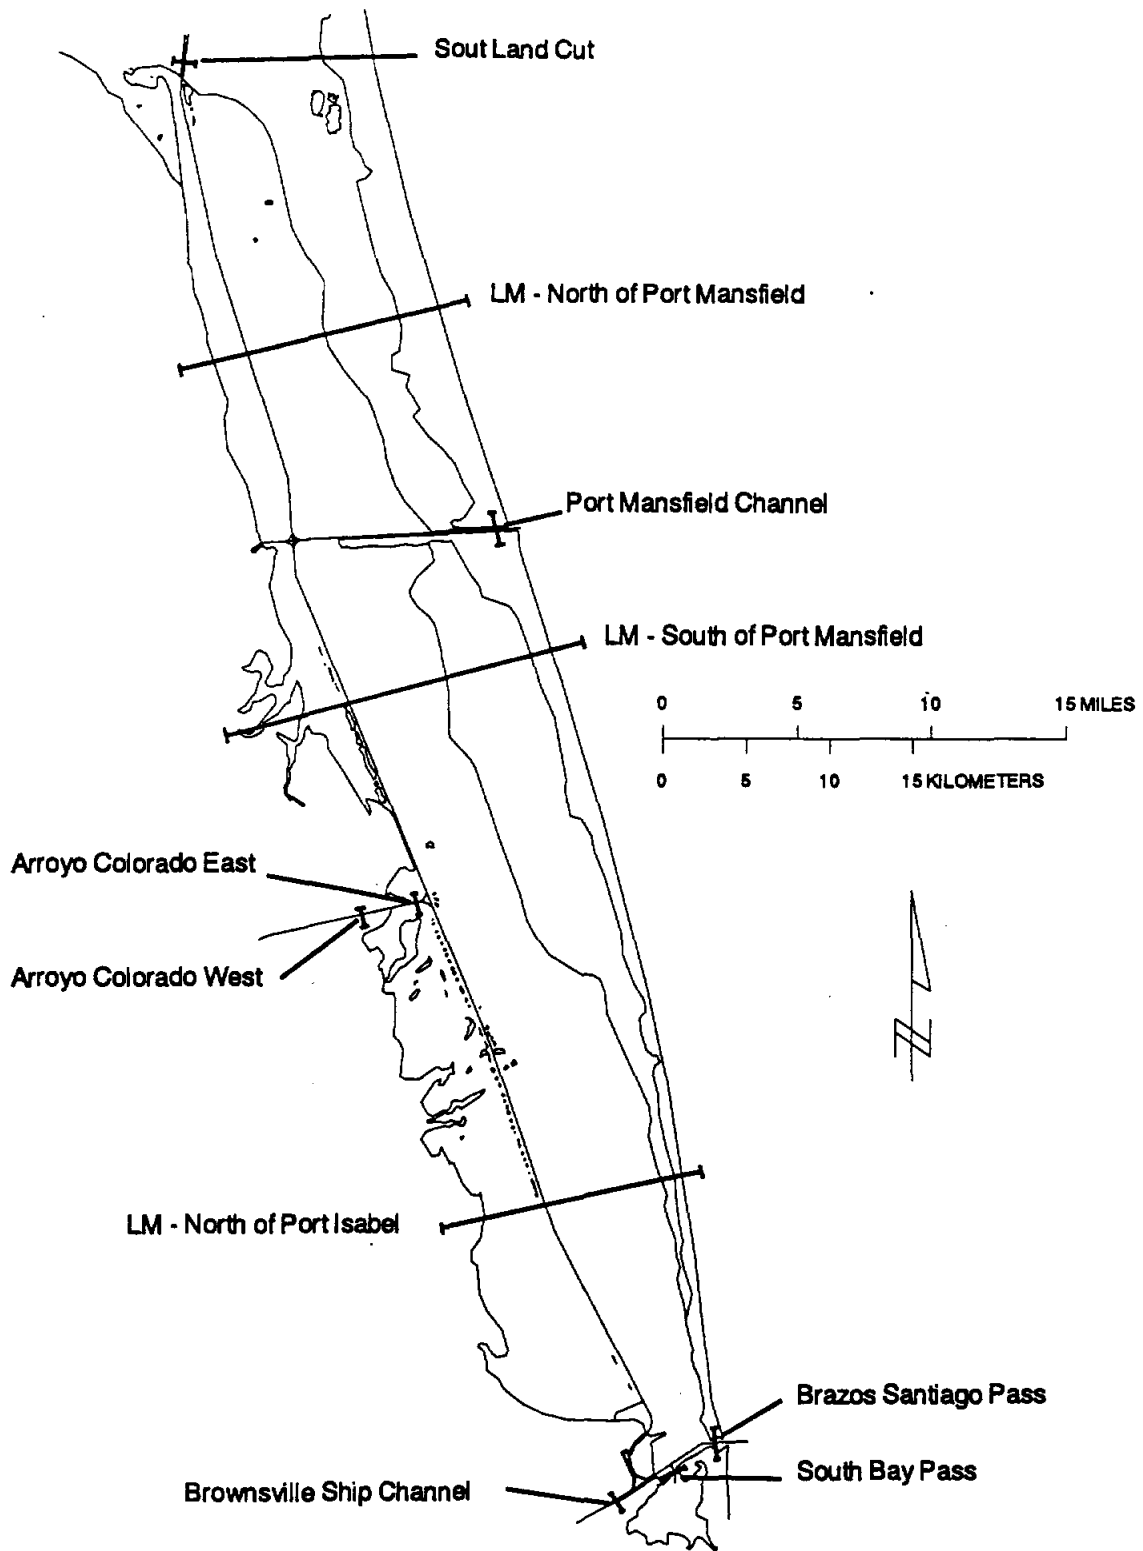 Sout Land Cut
LM - North of Port Mansfield
Port Mansfield Channel
LM - South of Port Mansfield
0 5 10 15 MILES
0 5 10 15 KILOMETERS
Arroyo Colorado East
Arroyo Colorado West
N
LM - North of Port Isabel
Brazos Santiago Pass
South Bay Pass
Brownsville Ship Channel